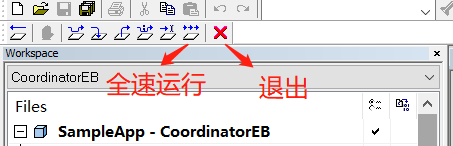 Workspace
CoordinatorEB
全速运行
退出
Files
SampleApp - CoordinatorEB